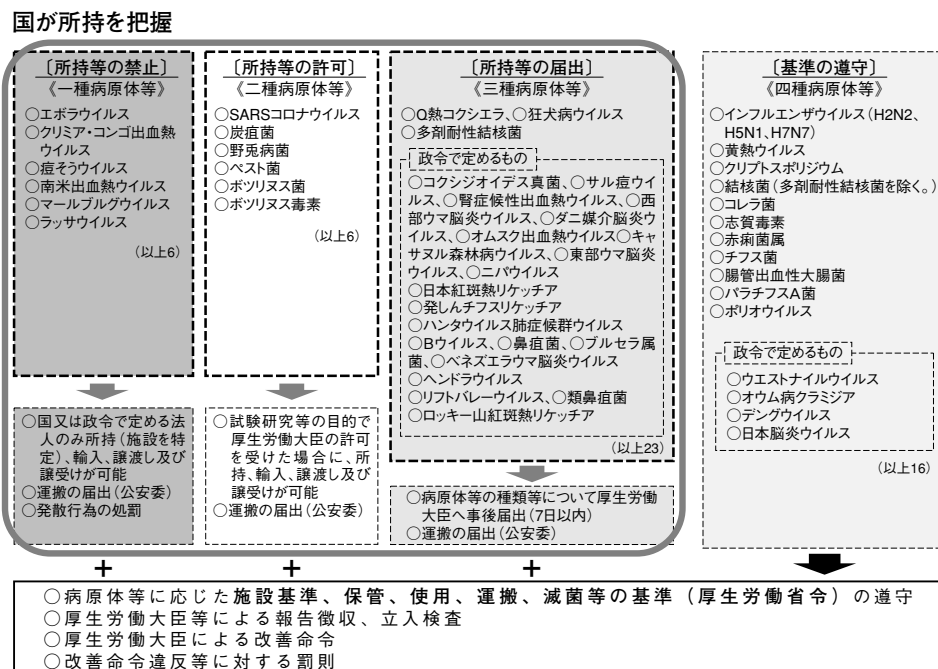 国が所持を把握
〔所持等の禁止〕
《一種病原体等》
○エボラウイルス
○クリミア・コンゴ出血熱
ウイルス
○痘そうウイルス
○南米出血熱ウイルス
○マールブルグウイルス
○ラッサウイルス
(以上6)
○国又は政令で定める法
人のみ所持(施設を特
定)、輸入、譲渡し及び
譲受けが可能
○運搬の届出(公安委)
○発散行為の処罰
〔所持等の許可〕
《二種病原体等》
○SARSコロナウイルス
○炭疽菌
○野兎病菌
○ペスト菌
○ボツリヌス菌
○ボツリヌス毒素
(以上6)
○試験研究等の目的で
厚生労働大臣の許可
を受けた場合に、所
持、輸入、譲渡し及び
譲受けが可能
○運搬の届出(公安委)
〔所持等の届出〕
《三種病原体等》
○Q熱コクシエラ、○狂犬病ウイルス
○多剤耐性結核菌
政令で定めるもの
○コクシジオイデス真菌、○サル痘ウイ
ルス、○腎症候性出血熱ウイルス、○西
部ウマ脳炎ウイルス、○ダニ媒介脳炎ウ
イルス、○オムスク出血熱ウイルス○キャ
サヌル森林病ウイルス、○東部ウマ脳炎
ウイルス、○ニパウイルス
○日本紅斑熱リケッチア
○発しんチフスリケッチア
○ハンタウイルス肺症候群ウイルス
○Bウイルス、○鼻疽菌、○ブルセラ属
菌、○ベネズエラウマ脳炎ウイルス
○ヘンドラウイルス
○リフトバレーウイルス、○類鼻疽菌
○ロッキー山紅斑熱リケッチア
(以上23)
○病原体等の種類等について厚生労働
大臣へ事後届出(7日以内)
○運搬の届出(公安委)
〔基準の遵守〕
《四種病原体等》
○インフルエンザウイルス(H2N2、
H5N1、H7N7)
○黄熱ウイルス
○クリプトスポリジウム
○結核菌(多剤耐性結核菌を除く。)
○コレラ菌
○志賀毒素
○赤痢菌属
○チフス菌
○腸管出血性大腸菌
○パラチフスA菌
○ポリオウイルス
政令で定めるもの
○ウエストナイルウイルス
○オウム病クラミジア
○デングウイルス
○日本脳炎ウイルス
(以上16)
+ + +
○病原体等に応じた施設基準、保管、使用、運搬、滅菌等の基準(厚生労働省令)の遵守
○厚生労働大臣等による報告徴収、立入検査
○厚生労働大臣による改善命令
○改善命令違反等に対する罰則